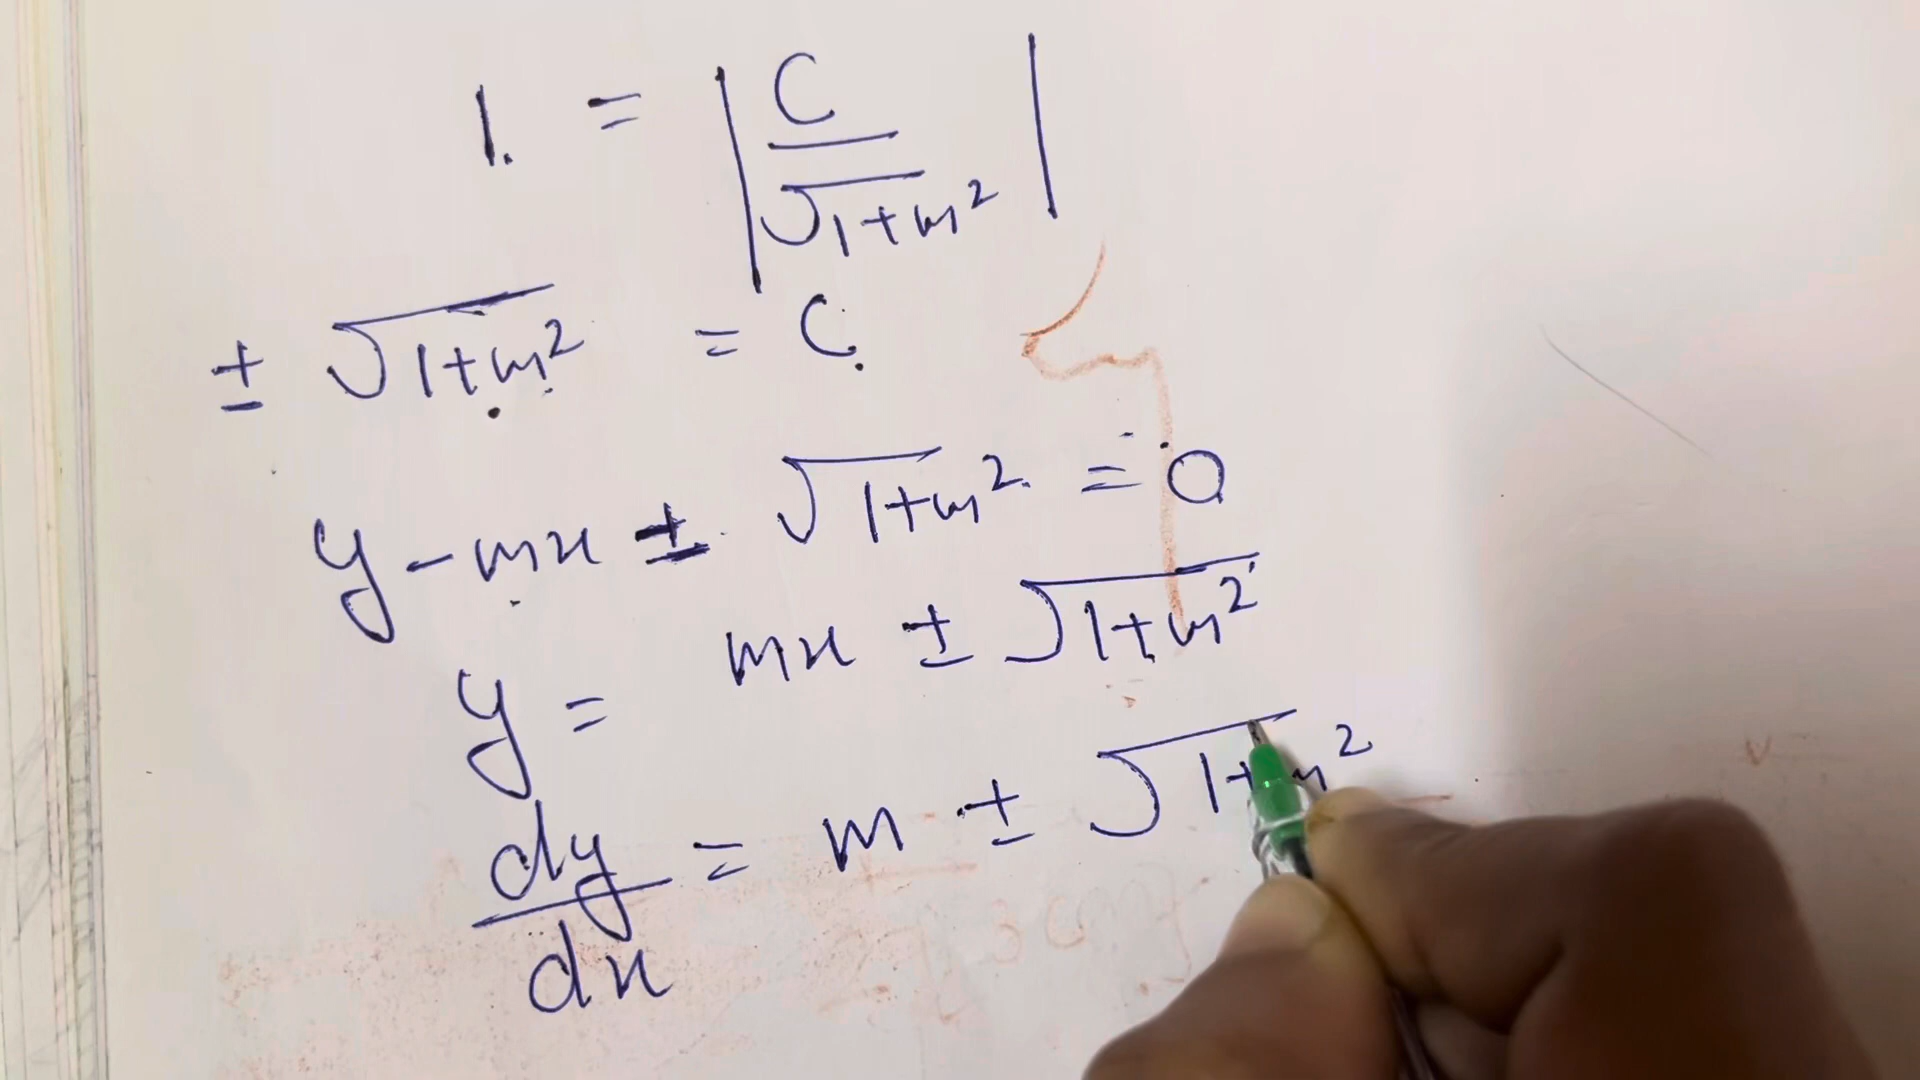 1. = | C / √1+m² |
± √1+m² = C.
y - mx ± √1+m² = 0
y = mx ± √1+m²
dy/dx = m ± √1+m²